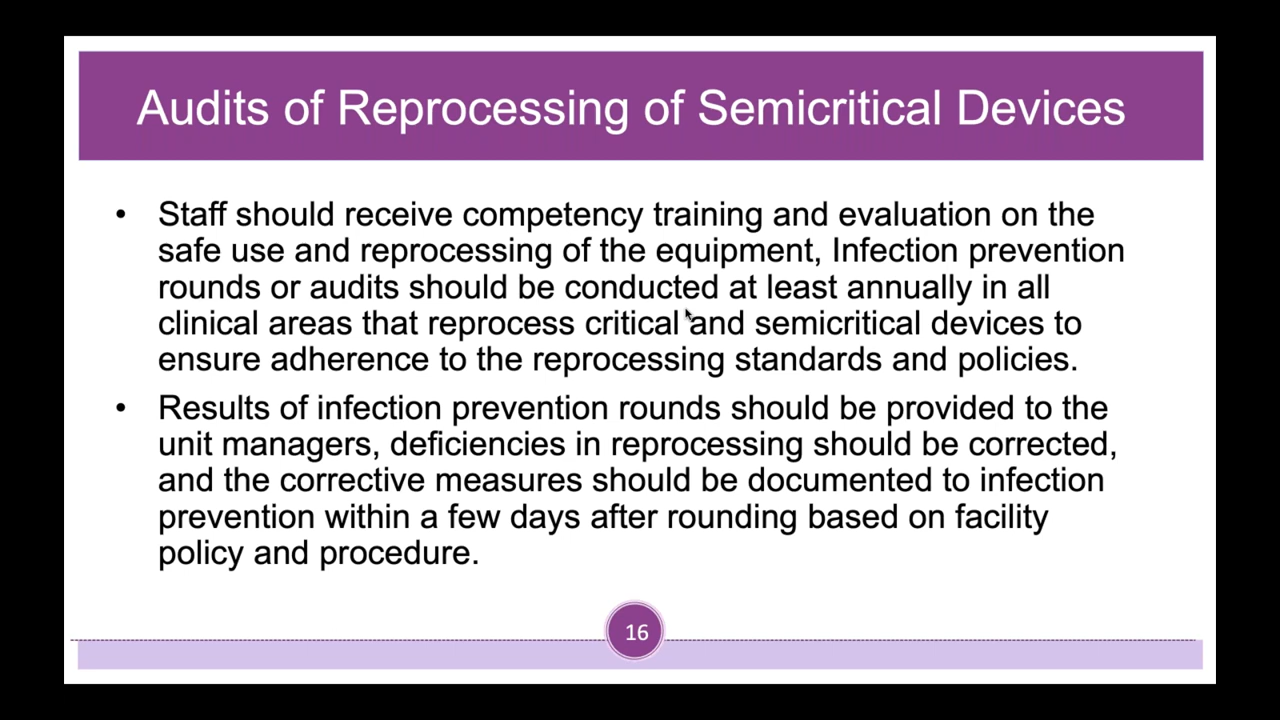 Audits of Reprocessing of Semicritical Devices
• Staff should receive competency training and evaluation on the
safe use and reprocessing of the equipment, Infection prevention
rounds or audits should be conducted at least annually in all
clinical areas that reprocess critical and semicritical devices to
ensure adherence to the reprocessing standards and policies.
• Results of infection prevention rounds should be provided to the
unit managers, deficiencies in reprocessing should be corrected,
and the corrective measures should be documented to infection
prevention within a few days after rounding based on facility
policy and procedure.
16